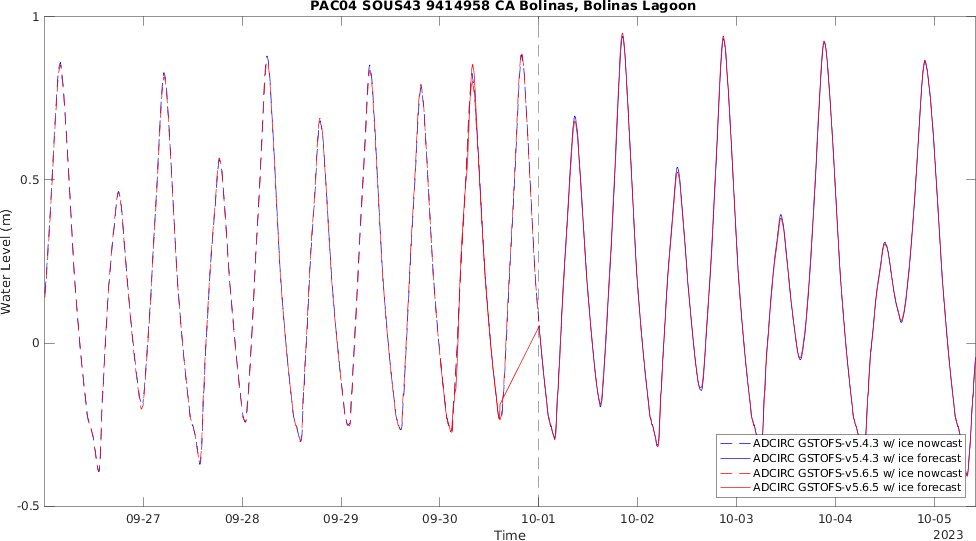 PAC04 SOUS43 9414958 CA Bolinas, Bolinas Lagoon
1
0.5
0
-0.5
Water Level (m)
ADCIRC GSTOFS-v5.4.3 w/ ice nowcast
ADCIRC GSTOFS-v5.4.3 w/ ice forecast
ADCIRC GSTOFS-v5.6.5 w/ ice nowcast
ADCIRC GSTOFS-v5.6.5 w/ ice forecast
09-27 09-28 09-29 09-30 10-01 10-02 10-03 10-04 10-05
Time
2023